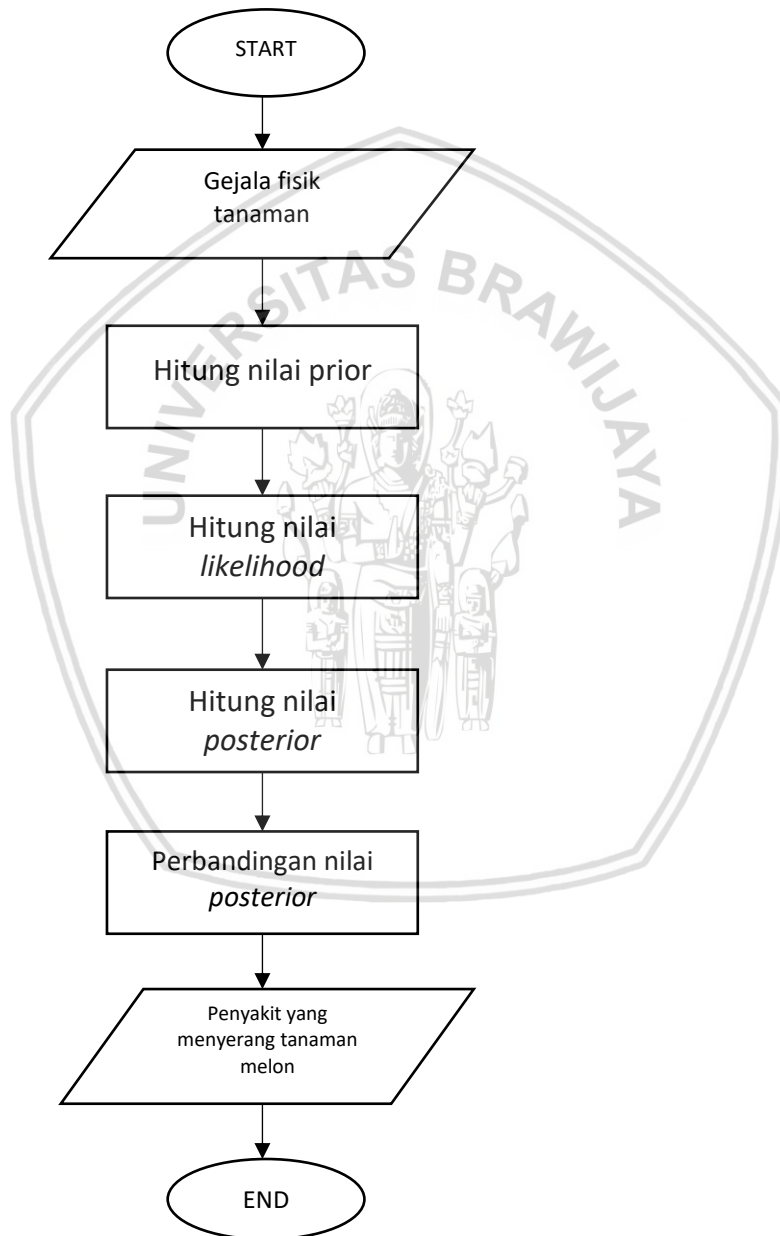 START
Gejala fisik
tanaman
UNIVERSITAS BRAWIJAYA
Hitung nilai prior
Hitung nilai
likelihood
Hitung nilai
posterior
Perbandingan nilai
posterior
Penyakit yang
menyerang tanaman
melon
END